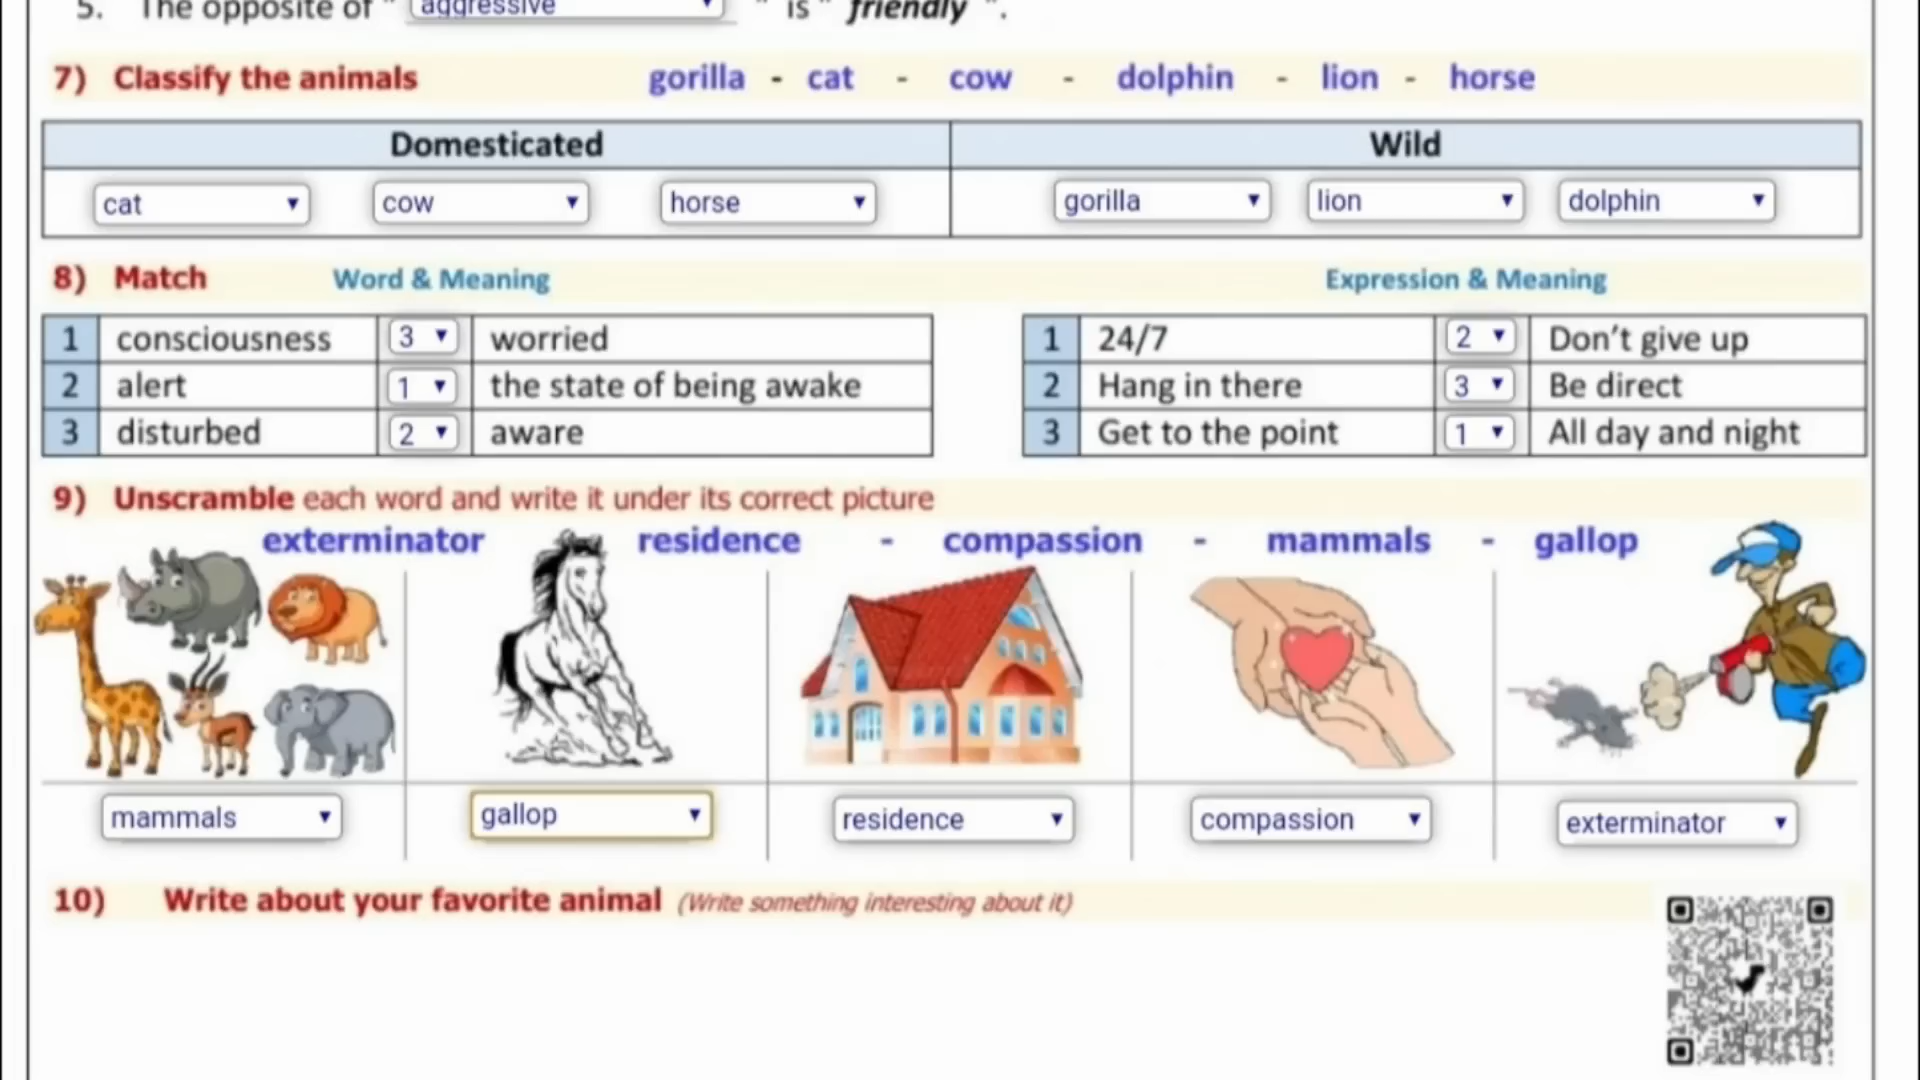 5. The opposite of " aggressive " is " friendly ".
7) Classify the animals gorilla - cat - cow - dolphin - lion - horse
Domesticated Wild
cat cow horse gorilla lion dolphin
8) Match Word & Meaning Expression & Meaning
1 consciousness 3 worried 1 24/7 2 Don't give up
2 alert 1 the state of being awake 2 Hang in there 3 Be direct
3 disturbed 2 aware 3 Get to the point 1 All day and night
9) Unscramble each word and write it under its correct picture
exterminator residence - compassion - mammals - gallop
mammals gallop residence compassion exterminator
10) Write about your favorite animal (Write something interesting about it)